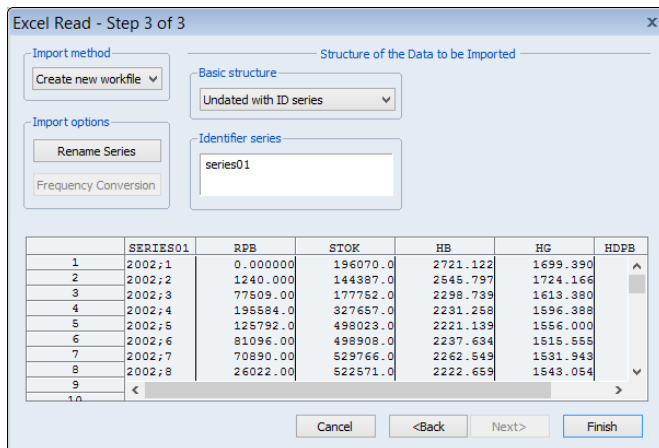 Excel Read - Step 3 of 3
x
Import method
Create new workfile
Import options
Rename Series
Frequency Conversion
Structure of the Data to be Imported
Basic structure
Undated with ID series
Identifier series
series01
SERIES01 RPB STOK HB HG HDPB
1 2002;1 0.000000 196070.0 2721.122 1699.390
2 2002;2 1240.000 144387.0 2545.797 1724.166
3 2002;3 77509.00 177752.0 2298.739 1613.380
4 2002;4 195584.0 327657.0 2231.258 1596.388
5 2002;5 125792.0 498023.0 2221.139 1556.000
6 2002;6 81096.00 498908.0 2237.634 1515.555
7 2002;7 70890.00 529766.0 2262.549 1531.943
8 2002;8 26022.00 522571.0 2222.659 1543.054
9
10
Cancel <Back Next> Finish